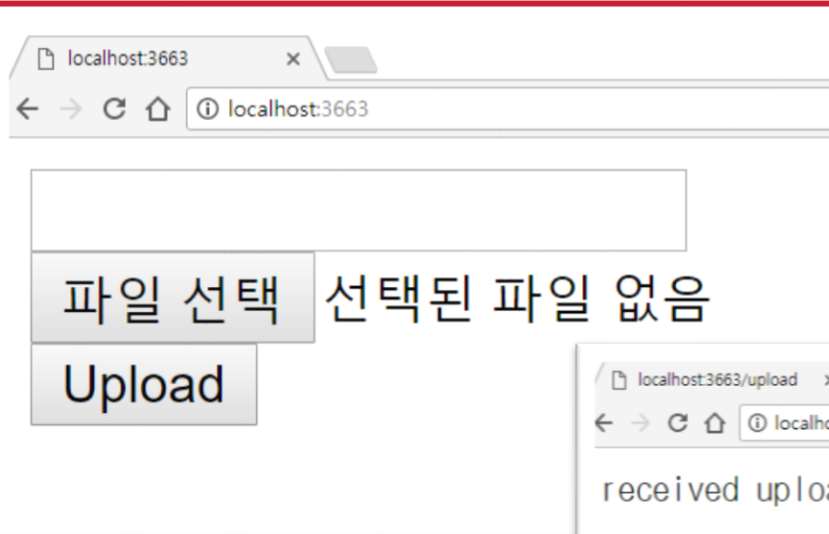 localhost:3663
localhost:3663
파일 선택 선택된 파일 없음
Upload
localhost:3663/upload
received